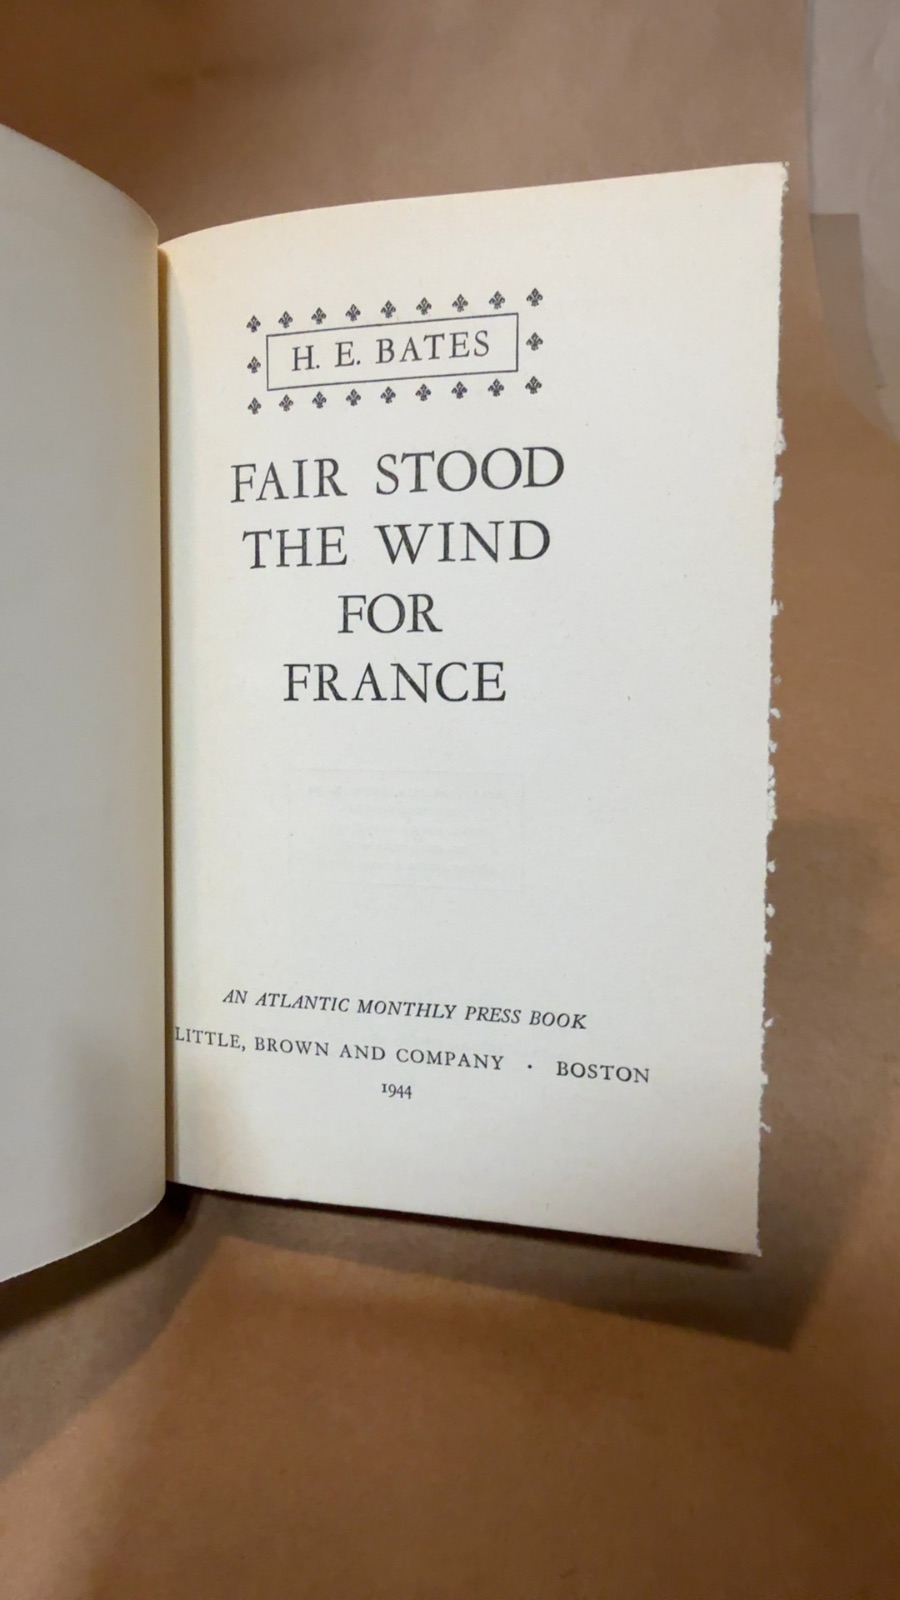 H. E. BATES
FAIR STOOD
THE WIND
FOR
FRANCE
AN ATLANTIC MONTHLY PRESS BOOK
LITTLE, BROWN AND COMPANY · BOSTON
1944